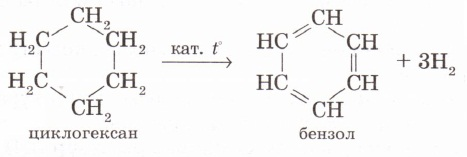 CH₂
H₂C CH₂
H₂C CH₂
CH₂
циклогексан
кат. t°
CH
HC CH
HC CH
CH
бензол
+ 3H₂